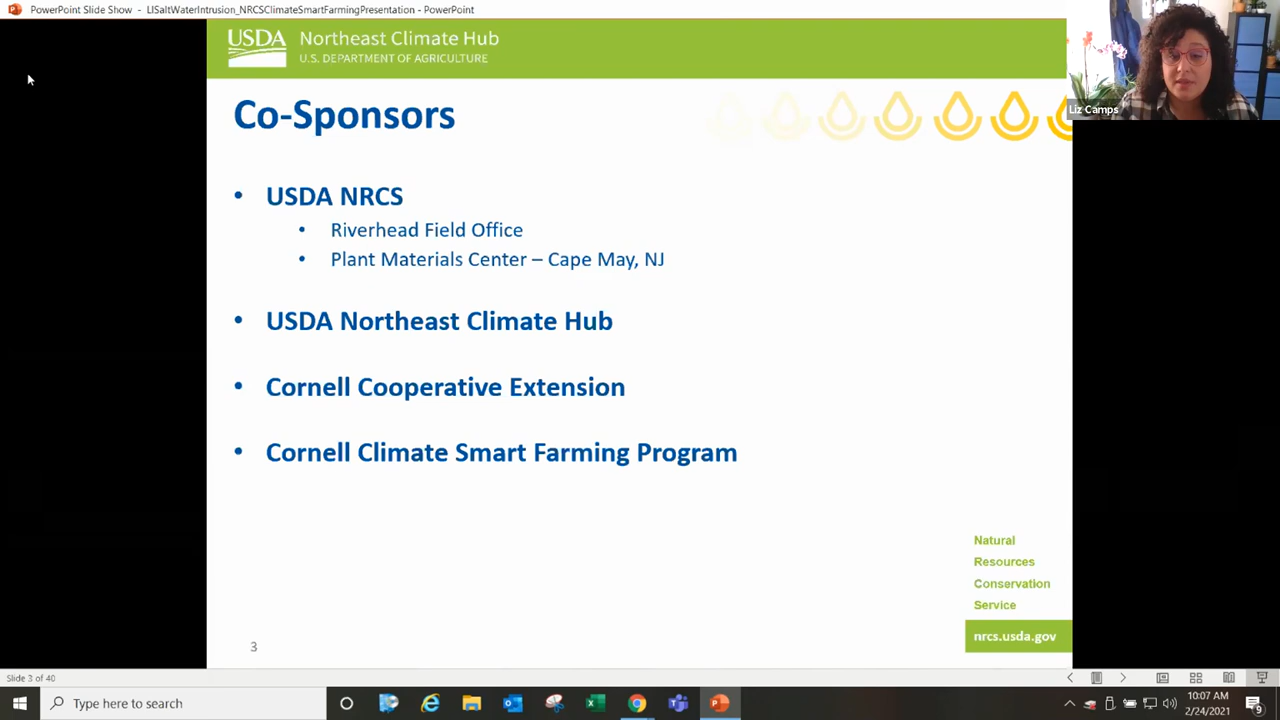 PowerPoint Slide Show - LISaltWaterIntrusion_NRCSClimateSmartFarmingPresentation - PowerPoint
USDA
Northeast Climate Hub
U.S. DEPARTMENT OF AGRICULTURE
Liz Camps
Co-Sponsors
• USDA NRCS
• Riverhead Field Office
• Plant Materials Center – Cape May, NJ
• USDA Northeast Climate Hub
• Cornell Cooperative Extension
• Cornell Climate Smart Farming Program
Natural
Resources
Conservation
Service
nrcs.usda.gov
3
Slide 3 of 40
Type here to search
10:07 AM
2/24/2021
9